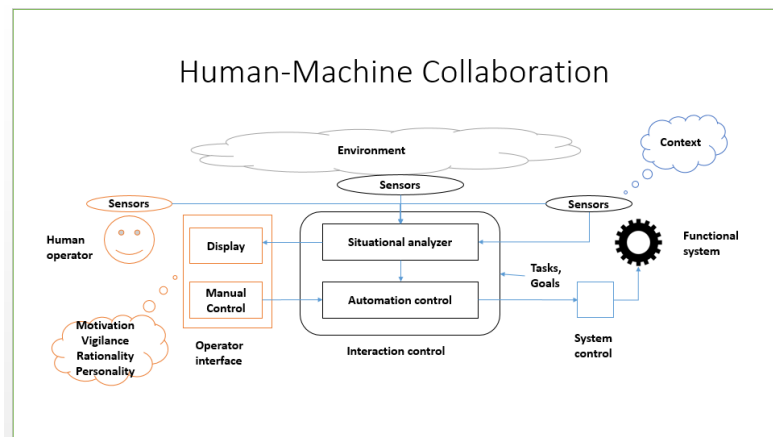 Human-Machine Collaboration
Context
Environment
Sensors
Sensors
Sensors
Human
operator
Display
Situational analyzer
Functional
system
Tasks,
Goals
Manual
Control
Automation control
Motivation
Vigilance
Rationality
Personality
Operator
interface
Interaction control
System
control